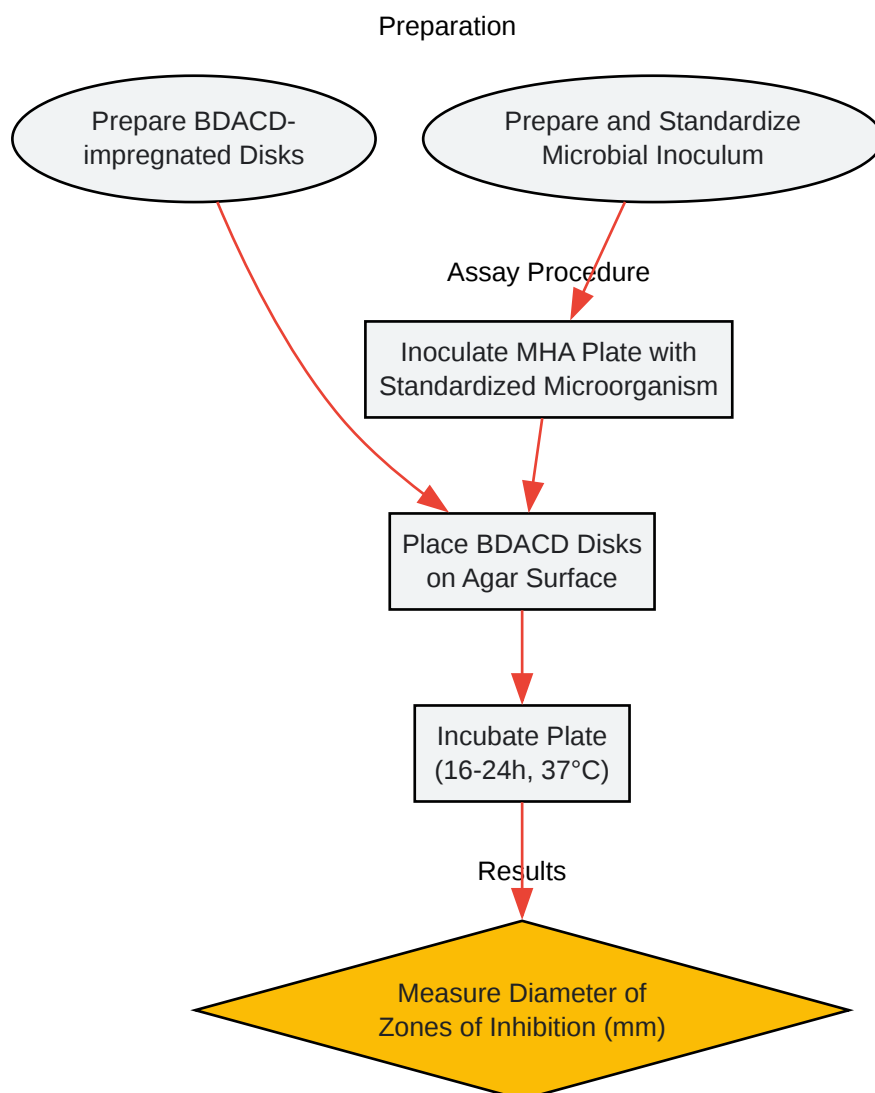 Preparation
Prepare BDACD-
impregnated Disks
Prepare and Standardize
Microbial Inoculum
Assay Procedure
Inoculate MHA Plate with
Standardized Microorganism
Place BDACD Disks
on Agar Surface
Incubate Plate
(16-24h, 37°C)
Results
Measure Diameter of
Zones of Inhibition (mm)